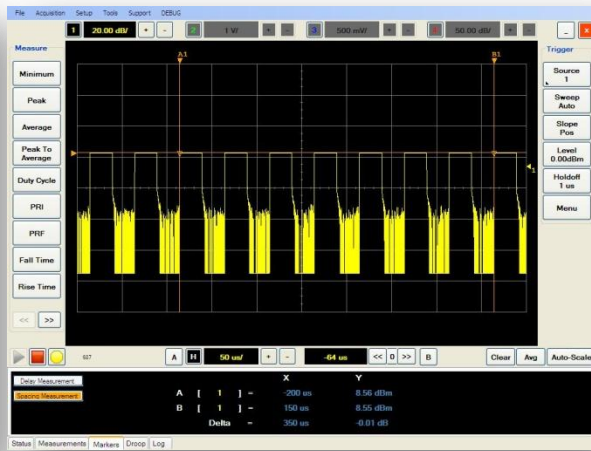 File Acquisition Setup Tools Support DEBUG
1 20.00 dB/ + - 2 1 V/ + - 3 500 mV/ + - 4 50.00 dB/ + - _ x
Measure
Minimum
Peak
Average
Peak To
Average
Duty Cycle
PRI
PRF
Fall Time
Rise Time
<< >>
A1 B1
1
Trigger
Source
1
Sweep
Auto
Slope
Pos
Level
0.00dBm
Holdoff
1 us
Menu
A H 50 us/ + - -64 us << 0 >> B Clear Avg Auto-Scale
Delay Measurement
Spacing Measurement
X Y
A [ 1 ] = -200 us 8.56 dBm
B [ 1 ] = 150 us 8.55 dBm
Delta = 350 us -0.01 dB
Status Measurements Markers Droop Log